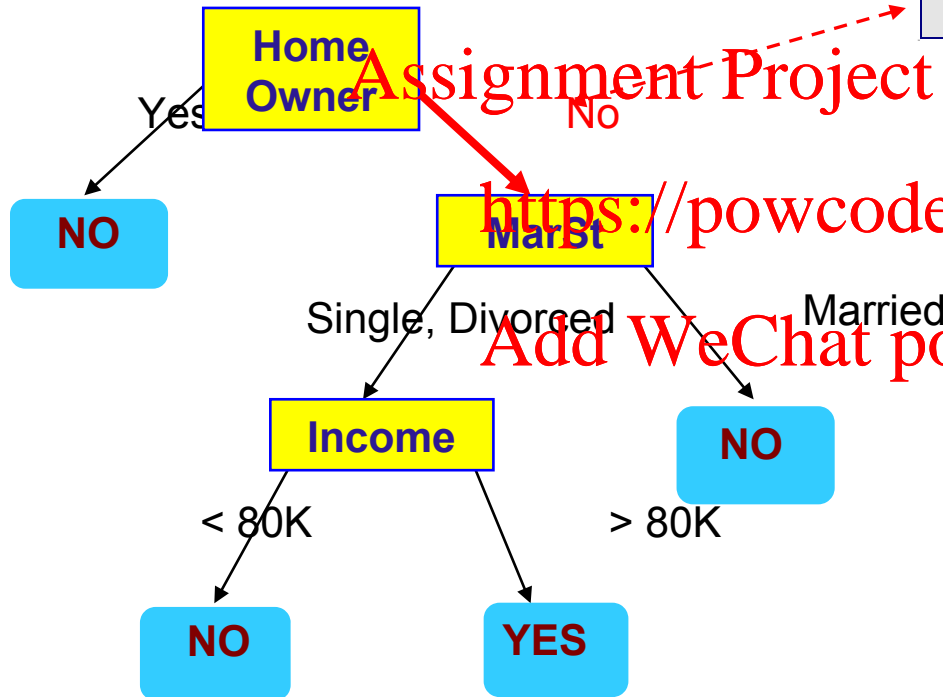 Home
Owner
Assignment Project
Yes
No
NO
https://powcode
MarSt
Single, Divorced
Married
Add WeChat po
Income
NO
< 80K
> 80K
NO
YES